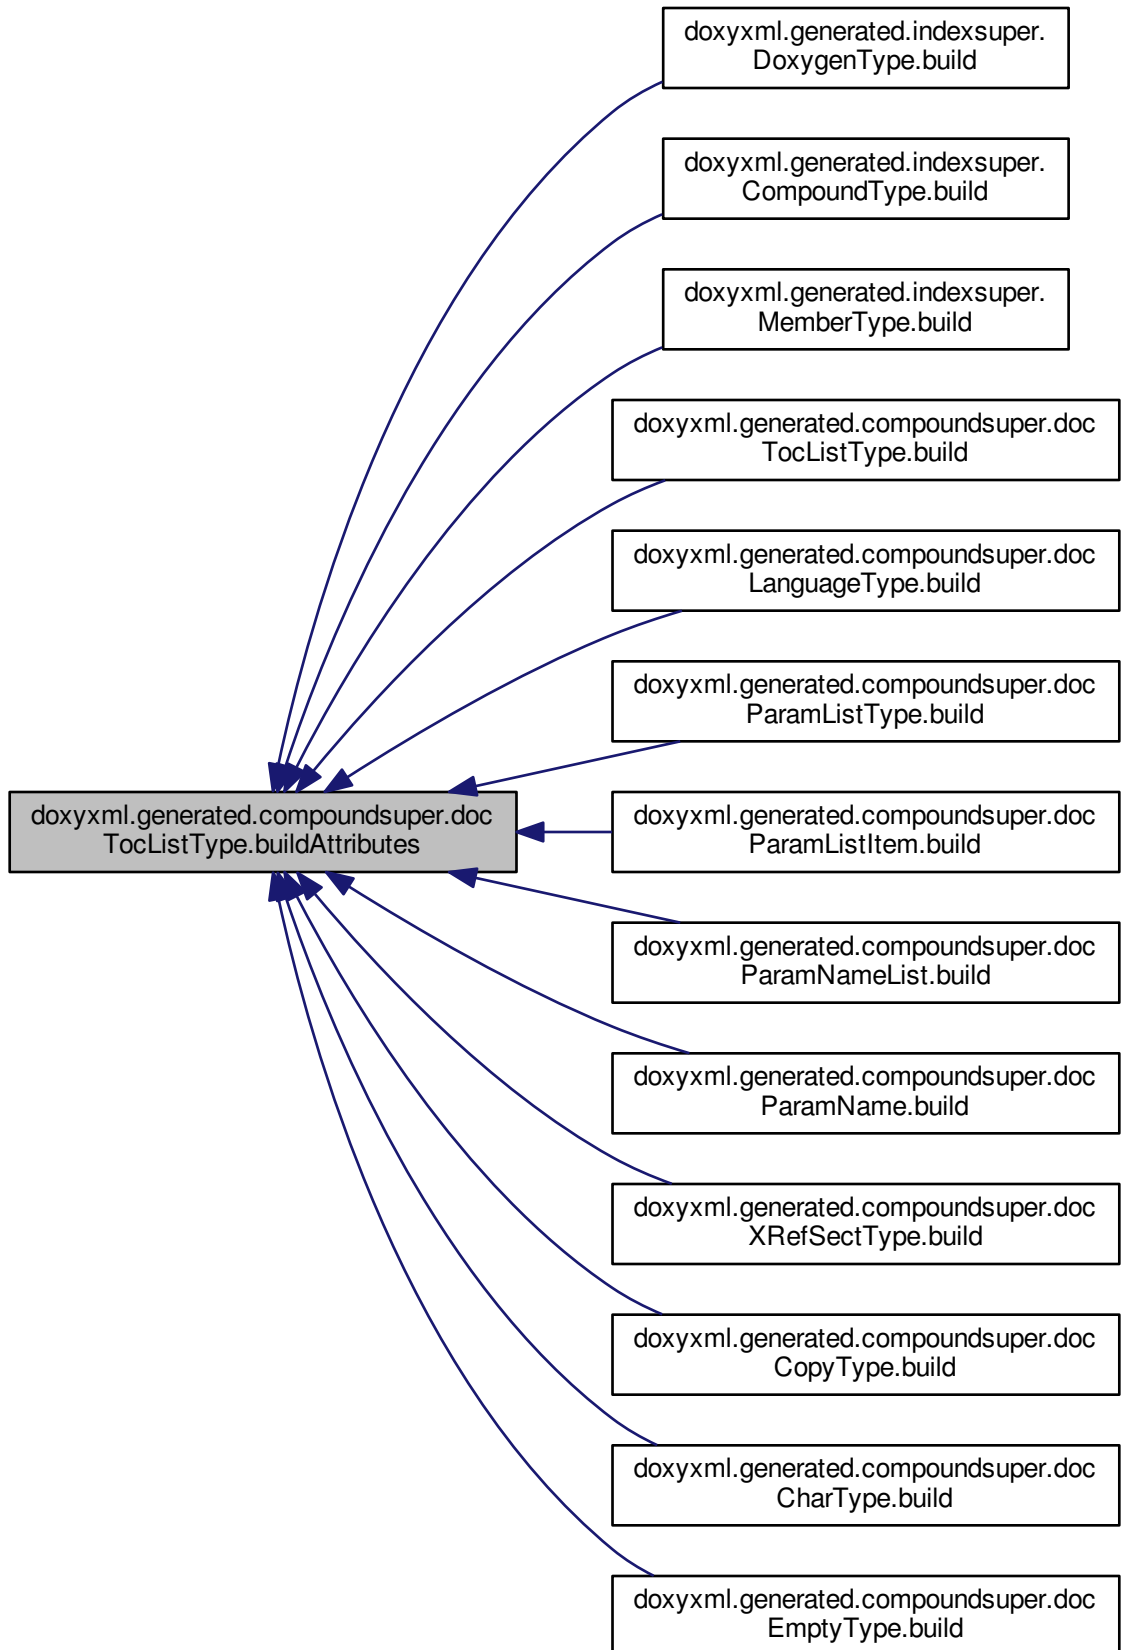 doxyxml.generated.indexsuper.
DoxygenType.build
doxyxml.generated.indexsuper.
CompoundType.build
doxyxml.generated.indexsuper.
MemberType.build
doxyxml.generated.compoundsuper.doc
TocListType.build
doxyxml.generated.compoundsuper.doc
LanguageType.build
doxyxml.generated.compoundsuper.doc
ParamListType.build
doxyxml.generated.compoundsuper.doc
TocListType.buildAttributes
doxyxml.generated.compoundsuper.doc
ParamListItem.build
doxyxml.generated.compoundsuper.doc
ParamNameList.build
doxyxml.generated.compoundsuper.doc
ParamName.build
doxyxml.generated.compoundsuper.doc
XRefSectType.build
doxyxml.generated.compoundsuper.doc
CopyType.build
doxyxml.generated.compoundsuper.doc
CharType.build
doxyxml.generated.compoundsuper.doc
EmptyType.build